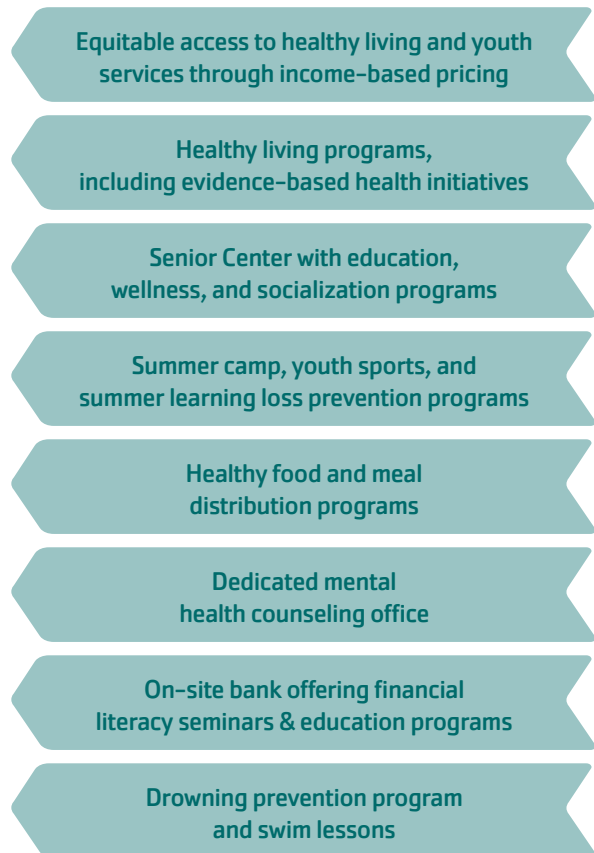 Equitable access to healthy living and youth
services through income-based pricing
Healthy living programs,
including evidence-based health initiatives
Senior Center with education,
wellness, and socialization programs
Summer camp, youth sports, and
summer learning loss prevention programs
Healthy food and meal
distribution programs
Dedicated mental
health counseling office
On-site bank offering financial
literacy seminars & education programs
Drowning prevention program
and swim lessons